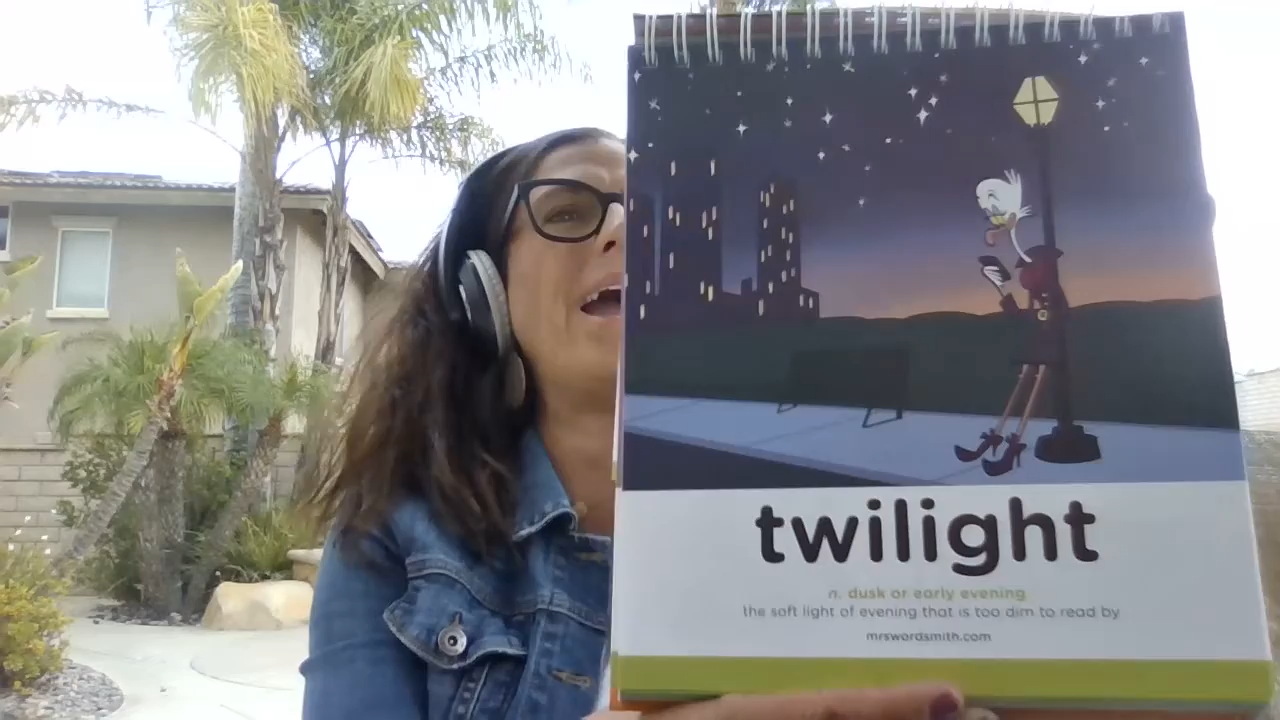 twilight
n. dusk or early evening
the soft light of evening that is too dim to read by
mrswordsmith.com